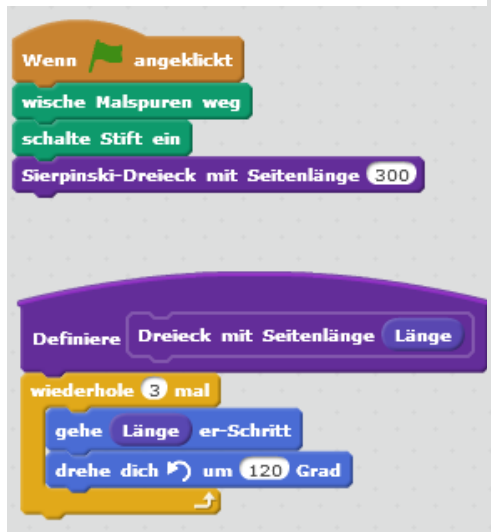 Wenn angeklickt
wische Malspuren weg
schalte Stift ein
Sierpinski-Dreieck mit Seitenlänge 300
Definiere Dreieck mit Seitenlänge Länge
wiederhole 3 mal
gehe Länge er-Schritt
drehe dich um 120 Grad